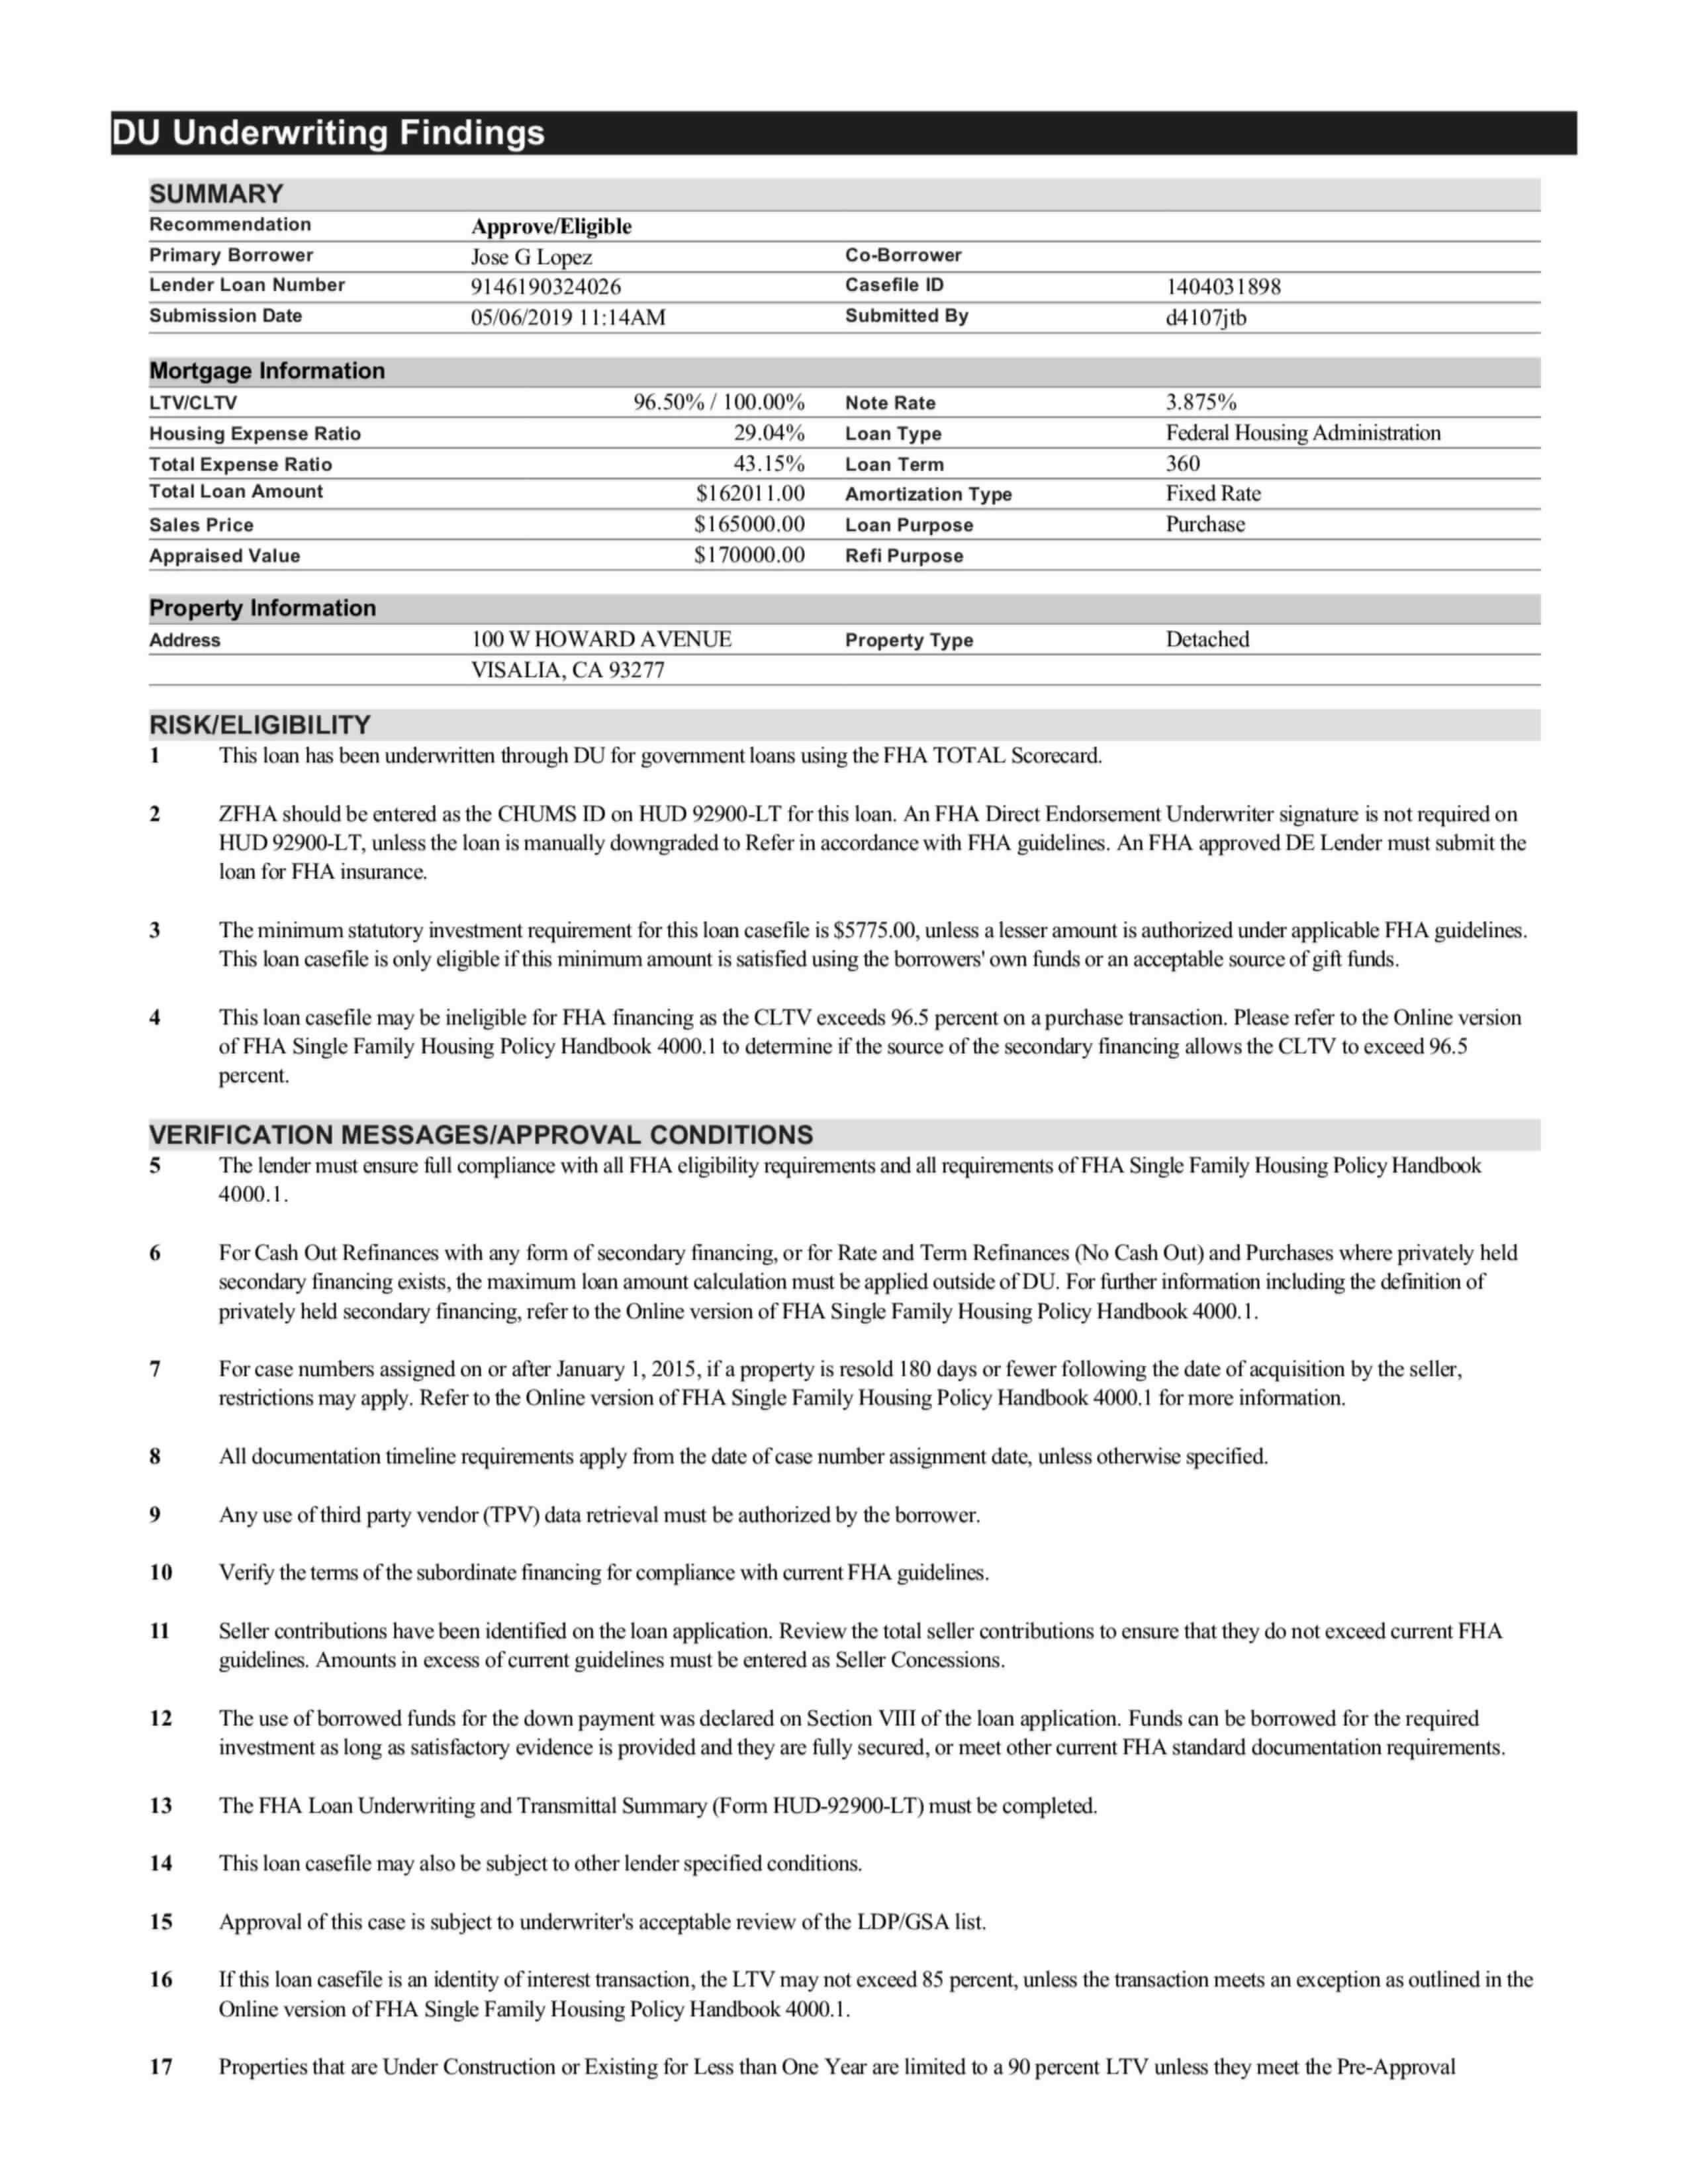 DU Underwriting Findings
SUMMARY
Recommendation Approve/Eligible
Primary Borrower Jose G Lopez Co-Borrower
Lender Loan Number 9146190324026 Casefile ID 1404031898
Submission Date 05/06/2019 11:14AM Submitted By d4107jtb
Mortgage Information
LTV/CLTV 96.50% / 100.00% Note Rate 3.875%
Housing Expense Ratio 29.04% Loan Type Federal Housing Administration
Total Expense Ratio 43.15% Loan Term 360
Total Loan Amount $162011.00 Amortization Type Fixed Rate
Sales Price $165000.00 Loan Purpose Purchase
Appraised Value $170000.00 Refi Purpose
Property Information
Address 100 W HOWARD AVENUE Property Type Detached
VISALIA, CA 93277
RISK/ELIGIBILITY
1 This loan has been underwritten through DU for government loans using the FHA TOTAL Scorecard.
2 ZFHA should be entered as the CHUMS ID on HUD 92900-LT for this loan. An FHA Direct Endorsement Underwriter signature is not required on
HUD 92900-LT, unless the loan is manually downgraded to Refer in accordance with FHA guidelines. An FHA approved DE Lender must submit the
loan for FHA insurance.
3 The minimum statutory investment requirement for this loan casefile is $5775.00, unless a lesser amount is authorized under applicable FHA guidelines.
This loan casefile is only eligible if this minimum amount is satisfied using the borrowers' own funds or an acceptable source of gift funds.
4 This loan casefile may be ineligible for FHA financing as the CLTV exceeds 96.5 percent on a purchase transaction. Please refer to the Online version
of FHA Single Family Housing Policy Handbook 4000.1 to determine if the source of the secondary financing allows the CLTV to exceed 96.5
percent.
VERIFICATION MESSAGES/APPROVAL CONDITIONS
5 The lender must ensure full compliance with all FHA eligibility requirements and all requirements of FHA Single Family Housing Policy Handbook
4000.1.
6 For Cash Out Refinances with any form of secondary financing, or for Rate and Term Refinances (No Cash Out) and Purchases where privately held
secondary financing exists, the maximum loan amount calculation must be applied outside of DU. For further information including the definition of
privately held secondary financing, refer to the Online version of FHA Single Family Housing Policy Handbook 4000.1.
7 For case numbers assigned on or after January 1, 2015, if a property is resold 180 days or fewer following the date of acquisition by the seller,
restrictions may apply. Refer to the Online version of FHA Single Family Housing Policy Handbook 4000.1 for more information.
8 All documentation timeline requirements apply from the date of case number assignment date, unless otherwise specified.
9 Any use of third party vendor (TPV) data retrieval must be authorized by the borrower.
10 Verify the terms of the subordinate financing for compliance with current FHA guidelines.
11 Seller contributions have been identified on the loan application. Review the total seller contributions to ensure that they do not exceed current FHA
guidelines. Amounts in excess of current guidelines must be entered as Seller Concessions.
12 The use of borrowed funds for the down payment was declared on Section VIII of the loan application. Funds can be borrowed for the required
investment as long as satisfactory evidence is provided and they are fully secured, or meet other current FHA standard documentation requirements.
13 The FHA Loan Underwriting and Transmittal Summary (Form HUD-92900-LT) must be completed.
14 This loan casefile may also be subject to other lender specified conditions.
15 Approval of this case is subject to underwriter's acceptable review of the LDP/GSA list.
16 If this loan casefile is an identity of interest transaction, the LTV may not exceed 85 percent, unless the transaction meets an exception as outlined in the
Online version of FHA Single Family Housing Policy Handbook 4000.1.
17 Properties that are Under Construction or Existing for Less than One Year are limited to a 90 percent LTV unless they meet the Pre-Approval